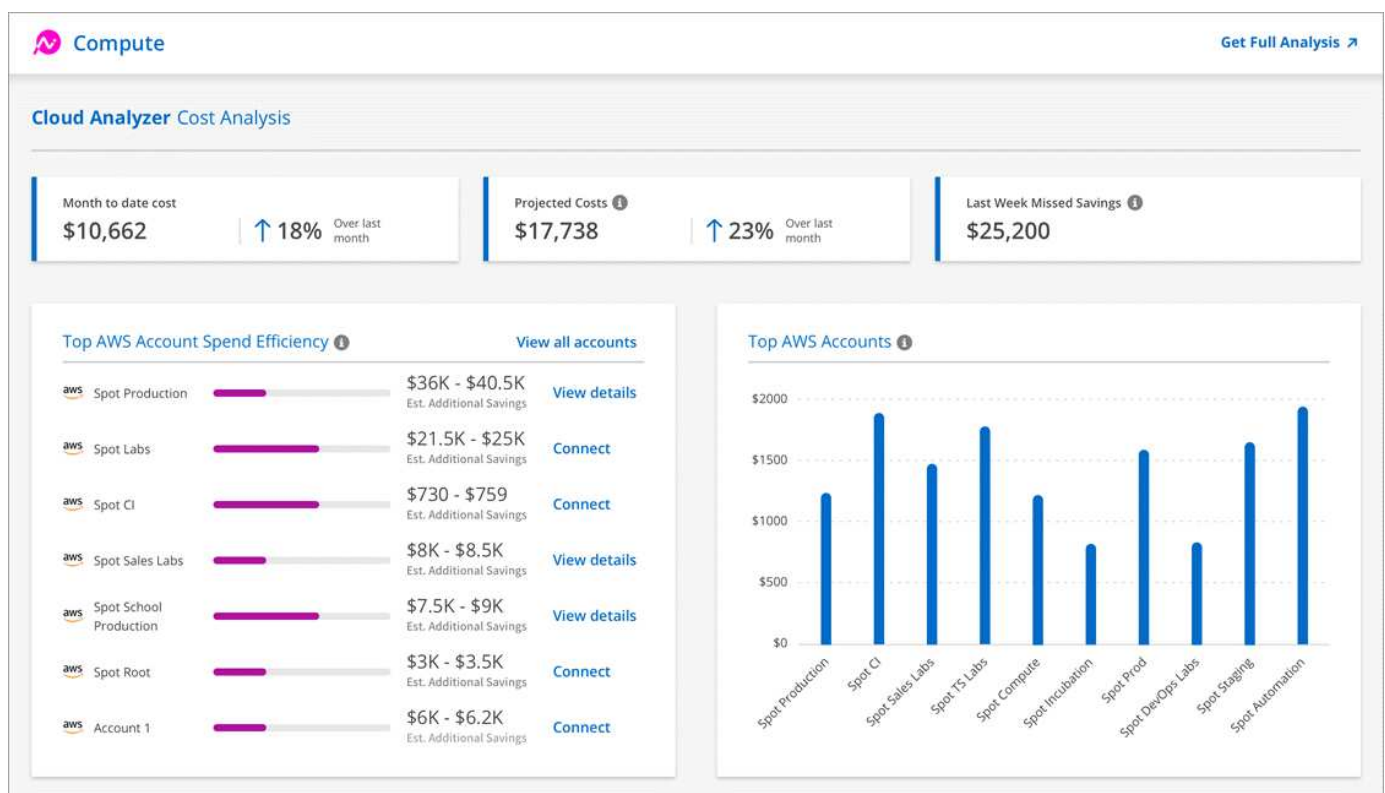 Compute
Get Full Analysis ↗
Cloud Analyzer Cost Analysis
Month to date cost
$10,662
↑ 18% Over last
month
Projected Costs
$17,738
↑ 23% Over last
month
Last Week Missed Savings
$25,200
Top AWS Account Spend Efficiency
View all accounts
aws Spot Production
$36K - $40.5K
Est. Additional Savings
View details
aws Spot Labs
$21.5K - $25K
Est. Additional Savings
Connect
aws Spot CI
$730 - $759
Est. Additional Savings
Connect
aws Spot Sales Labs
$8K - $8.5K
Est. Additional Savings
View details
aws Spot School
Production
$7.5K - $9K
Est. Additional Savings
View details
aws Spot Root
$3K - $3.5K
Est. Additional Savings
Connect
aws Account 1
$6K - $6.2K
Est. Additional Savings
Connect
Top AWS Accounts
$2000
$1500
$1000
$500
$0
Spot Production
Spot CI
Spot Sales Labs
Spot TS Labs
Spot Compute
Spot Incubation
Spot Prod
Spot DevOps Labs
Spot Staging
Spot Automation